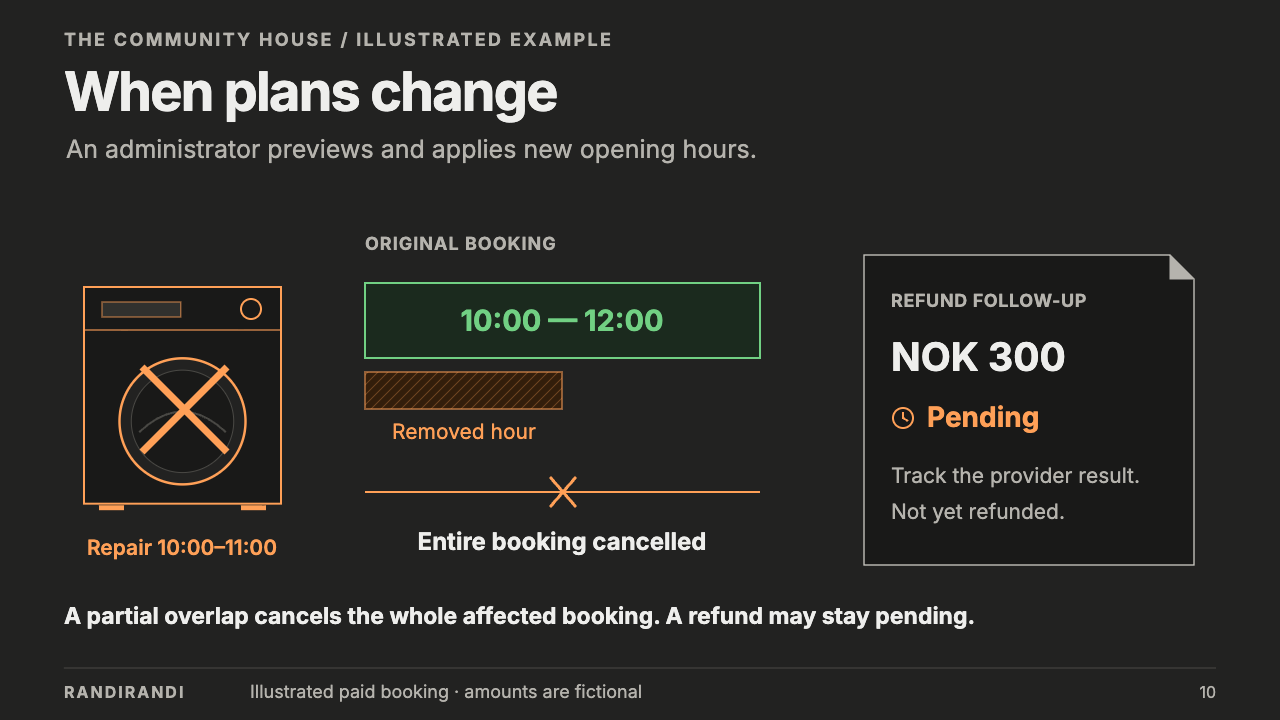 THE COMMUNITY HOUSE / ILLUSTRATED EXAMPLE
When plans change
An administrator previews and applies new opening hours.
ORIGINAL BOOKING
10:00 — 12:00
Removed hour
Entire booking cancelled
Repair 10:00–11:00
REFUND FOLLOW-UP
NOK 300
Pending
Track the provider result.
Not yet refunded.
A partial overlap cancels the whole affected booking. A refund may stay pending.
RANDIRANDI
Illustrated paid booking · amounts are fictional
10